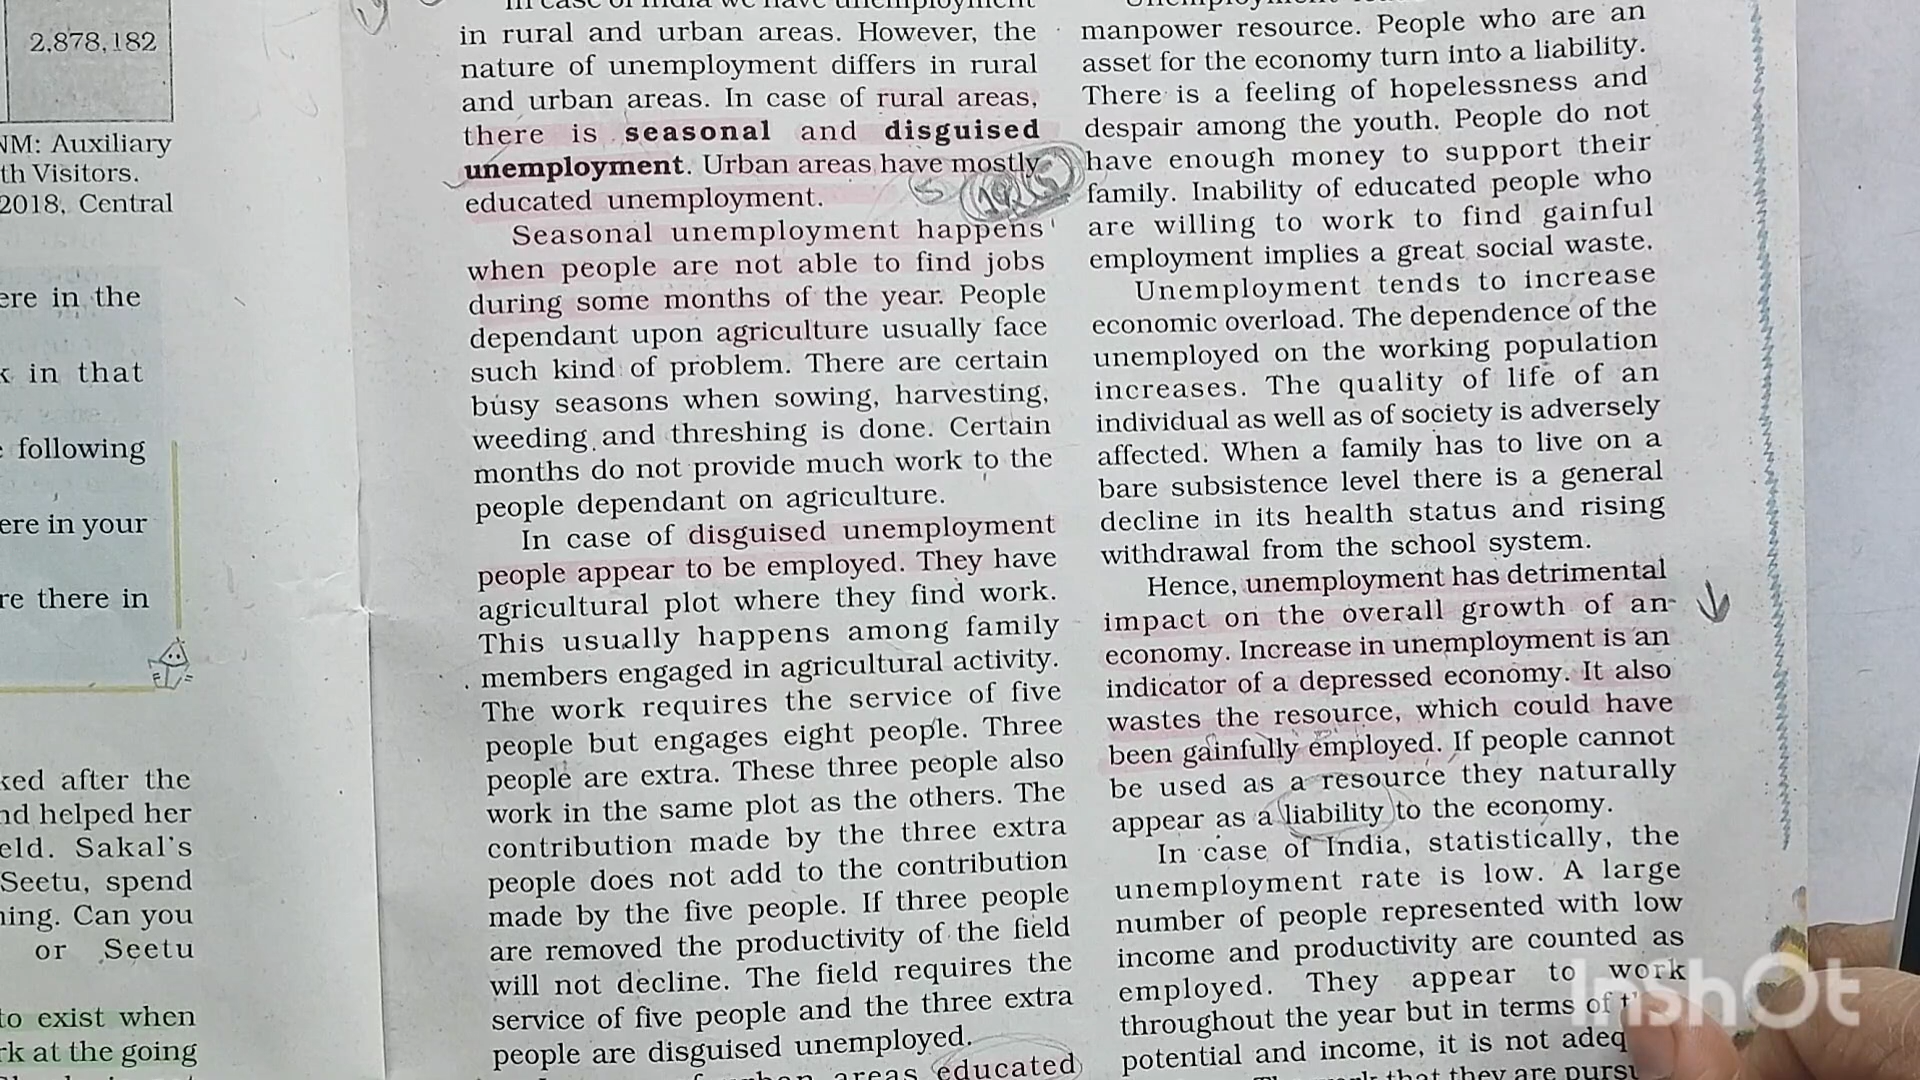 2,878,182
NM: Auxiliary
th Visitors.
2018, Central
ere in the
k in that
following
ere in your
re there in
ked after the
nd helped her
eld. Sakal's
Seetu, spend
ning. Can you
or Seetu
to exist when
rk at the going
In case of India we have unemployment
in rural and urban areas. However, the
nature of unemployment differs in rural
and urban areas. In case of rural areas,
there is seasonal and disguised
unemployment. Urban areas have mostly
educated unemployment.
Seasonal unemployment happens
when people are not able to find jobs
during some months of the year. People
dependant upon agriculture usually face
such kind of problem. There are certain
busy seasons when sowing, harvesting,
weeding and threshing is done. Certain
months do not provide much work to the
people dependant on agriculture.
In case of disguised unemployment
people appear to be employed. They have
agricultural plot where they find work.
This usually happens among family
members engaged in agricultural activity.
The work requires the service of five
people but engages eight people. Three
people are extra. These three people also
work in the same plot as the others. The
contribution made by the three extra
people does not add to the contribution
made by the five people. If three people
are removed the productivity of the field
will not decline. The field requires the
service of five people and the three extra
people are disguised unemployed.
areas educated
manpower resource. People who are an
asset for the economy turn into a liability.
There is a feeling of hopelessness and
despair among the youth. People do not
have enough money to support their
family. Inability of educated people who
are willing to work to find gainful
employment implies a great social waste.
Unemployment tends to increase
economic overload. The dependence of the
unemployed on the working population
increases. The quality of life of an
individual as well as of society is adversely
affected. When a family has to live on a
bare subsistence level there is a general
decline in its health status and rising
withdrawal from the school system.
Hence, unemployment has detrimental
impact on the overall growth of an
economy. Increase in unemployment is an
indicator of a depressed economy. It also
wastes the resource, which could have
been gainfully employed. If people cannot
be used as a resource they naturally
appear as a liability to the economy.
In case of India, statistically, the
unemployment rate is low. A large
number of people represented with low
income and productivity are counted as
employed. They appear to work
throughout the year but in terms of
potential and income, it is not adeq
that they are pursu
InShOt